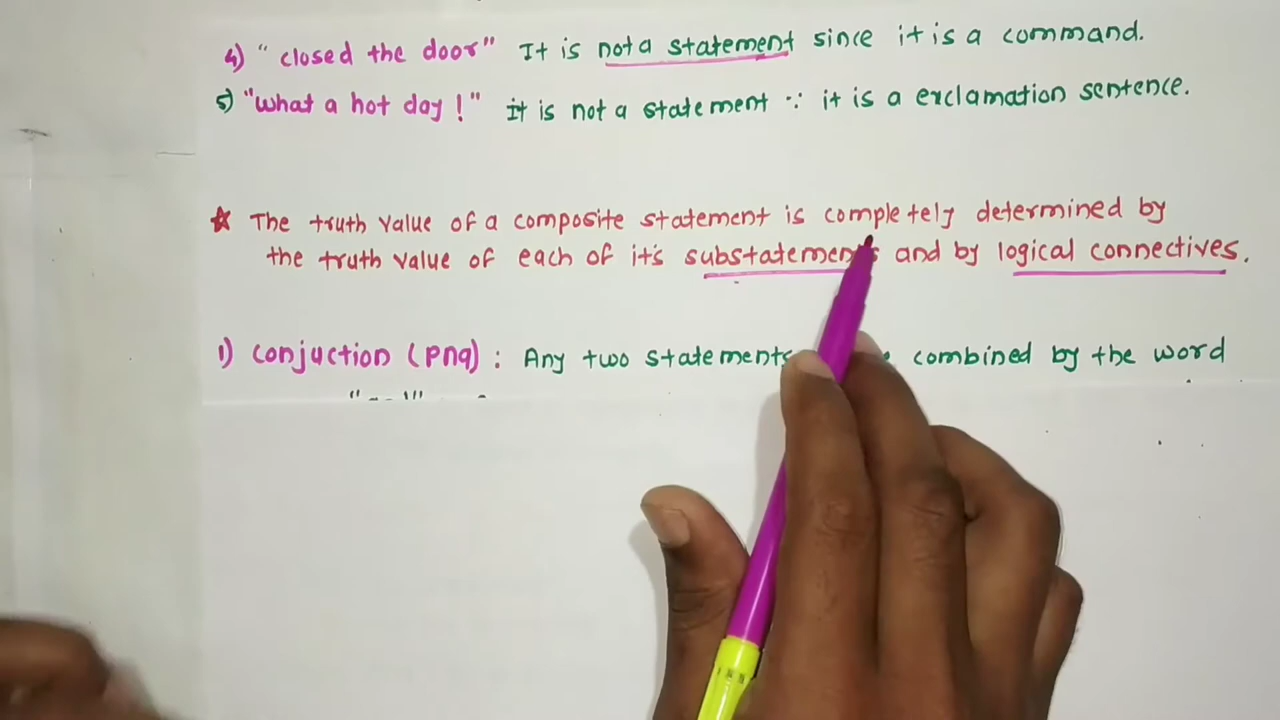 4) "closed the door" It is not a statement since it is a command.
5) "What a hot day!" it is not a statement ∵ it is a exclamation sentence.
☆ The truth value of a composite statement is completely determined by
the truth value of each of it's substatements and by logical connectives.
1) Conjuction (p∩q) : Any two statements combined by the word